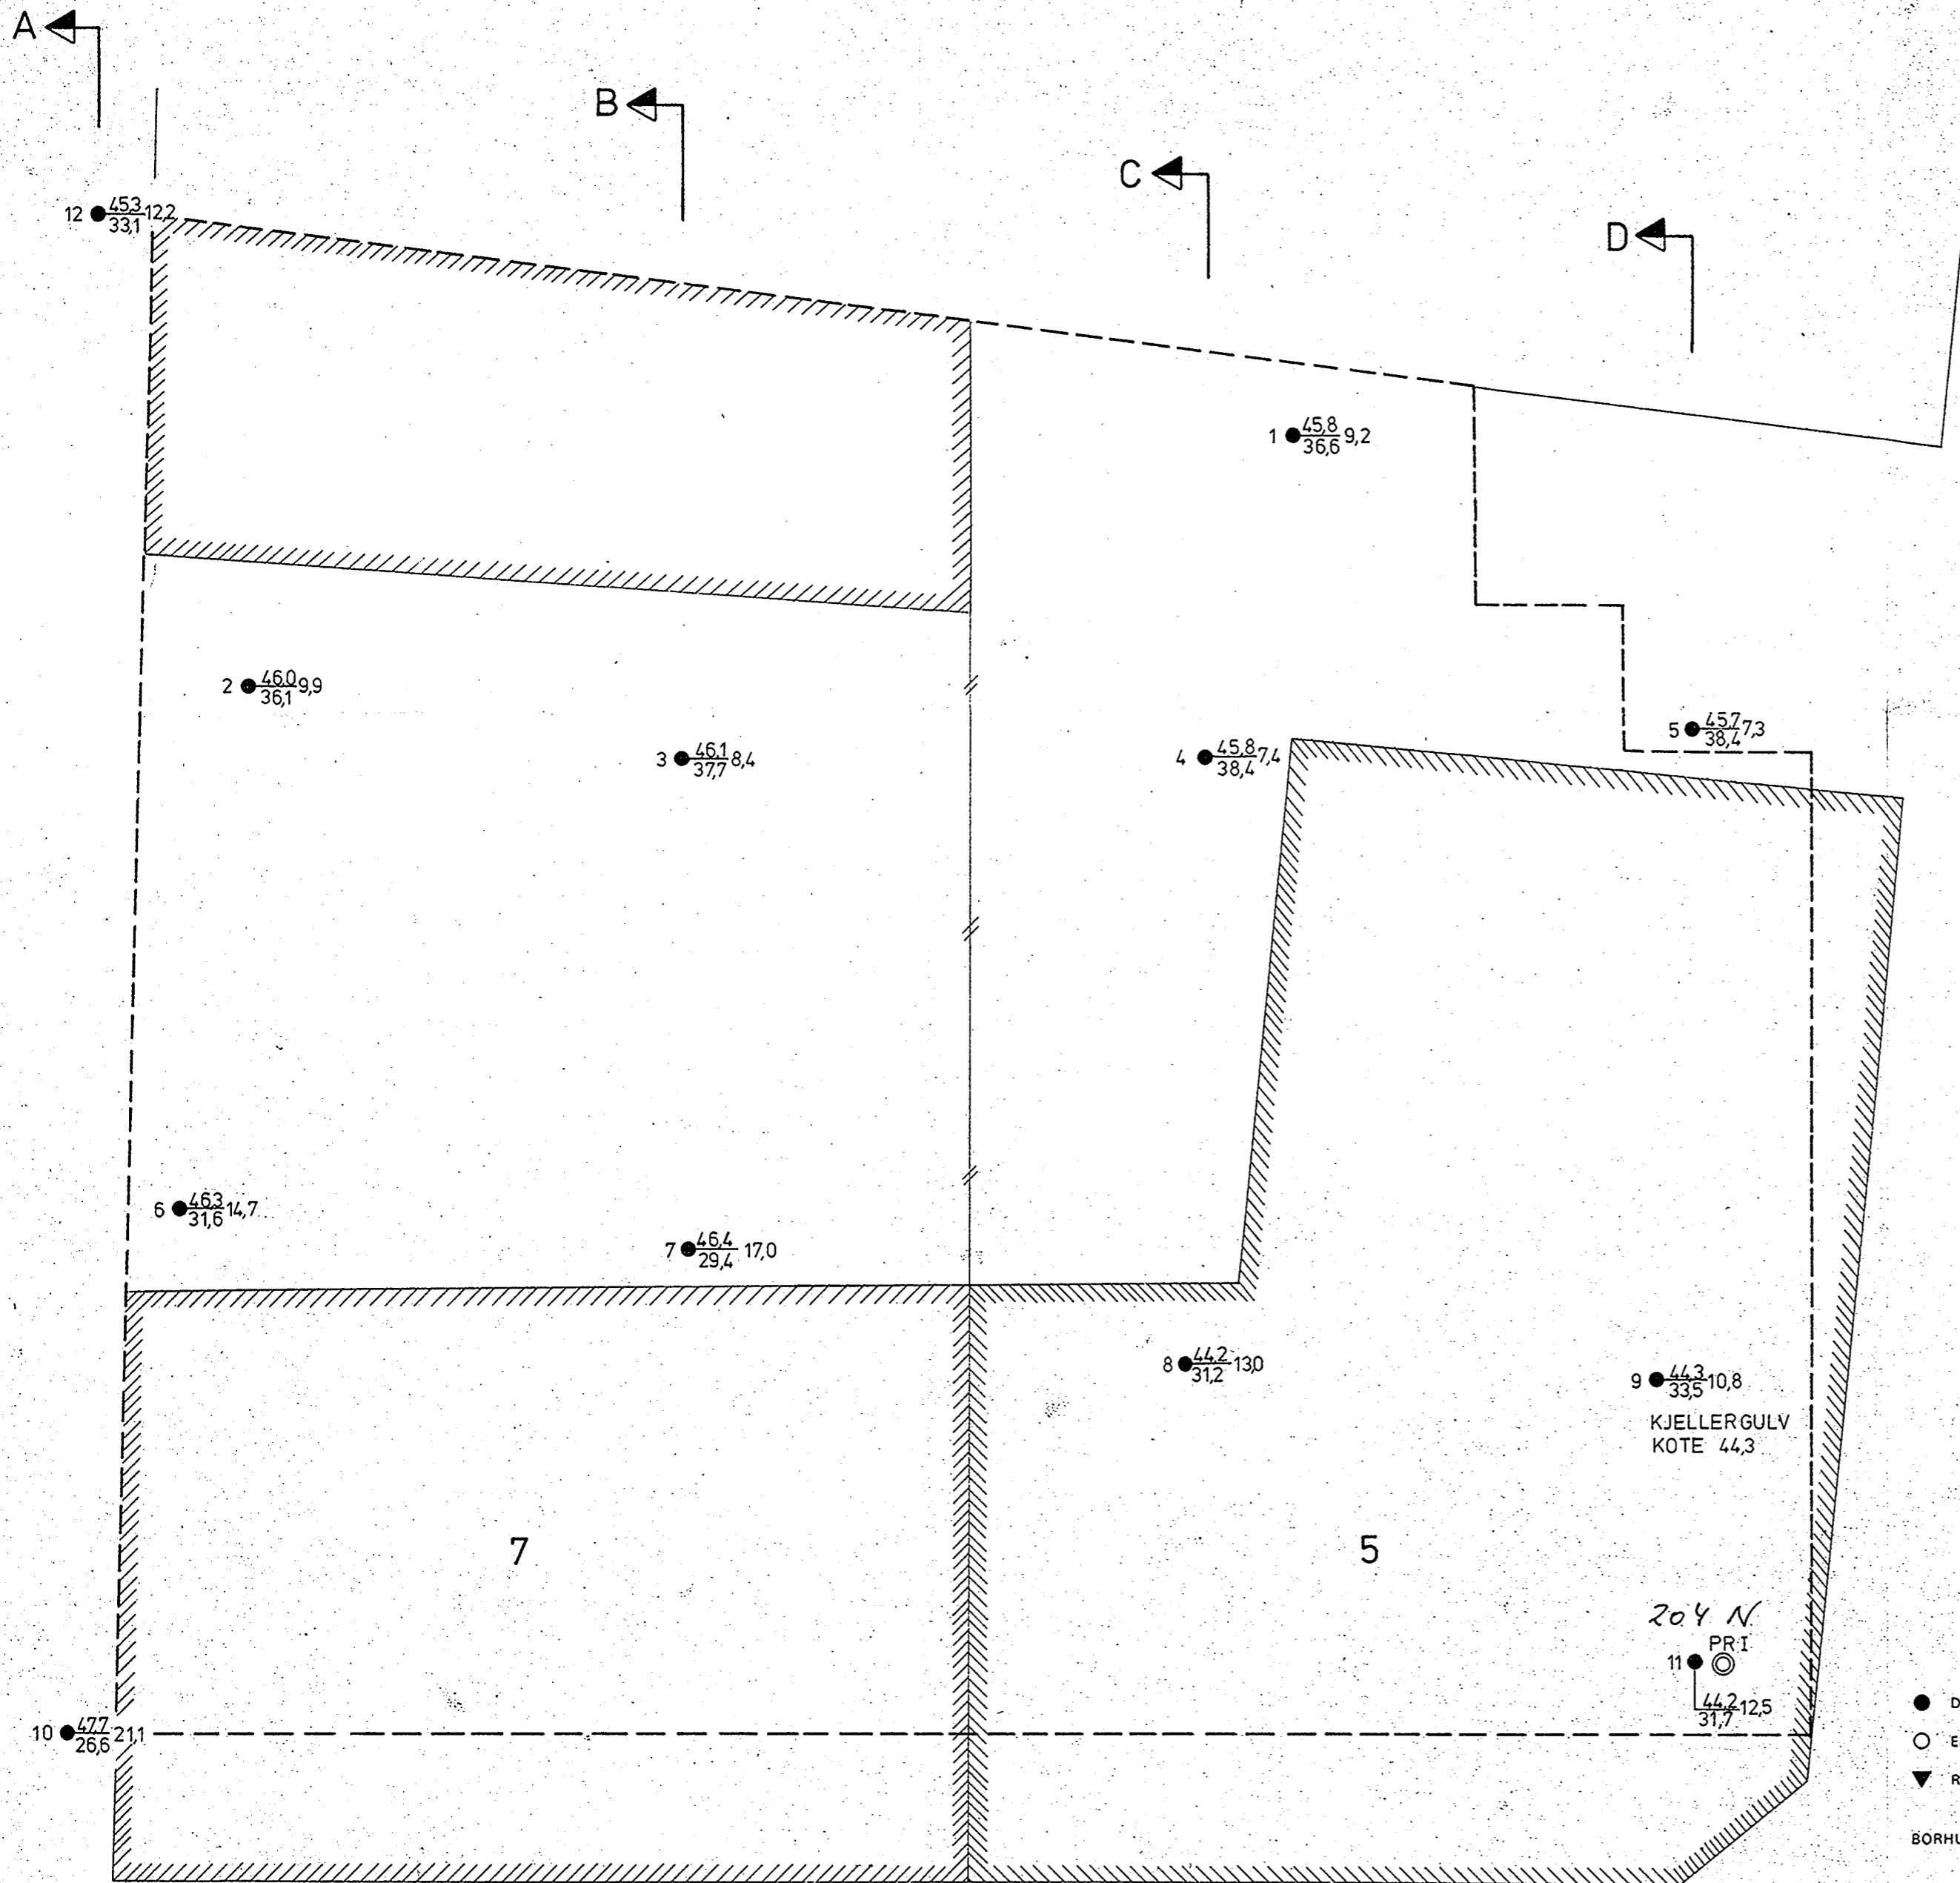 A
B
C
D
12 45,3 12,2
33,1
1 45,8 9,2
36,6
2 46,0 9,9
36,1
3 46,1 8,4
37,7
4 45,8 7,4
38,4
5 45,7 7,3
38,4
6 46,3 14,7
31,6
7 46,4 17,0
29,4
8 44,2 13,0
31,2
9 44,3 10,8
33,5
KJELLERGULV
KOTE 44,3
7
5
204 N
PR I
11
44,2 12,5
31,7
10 47,7 21,1
26,6
D
E
R
BORHU